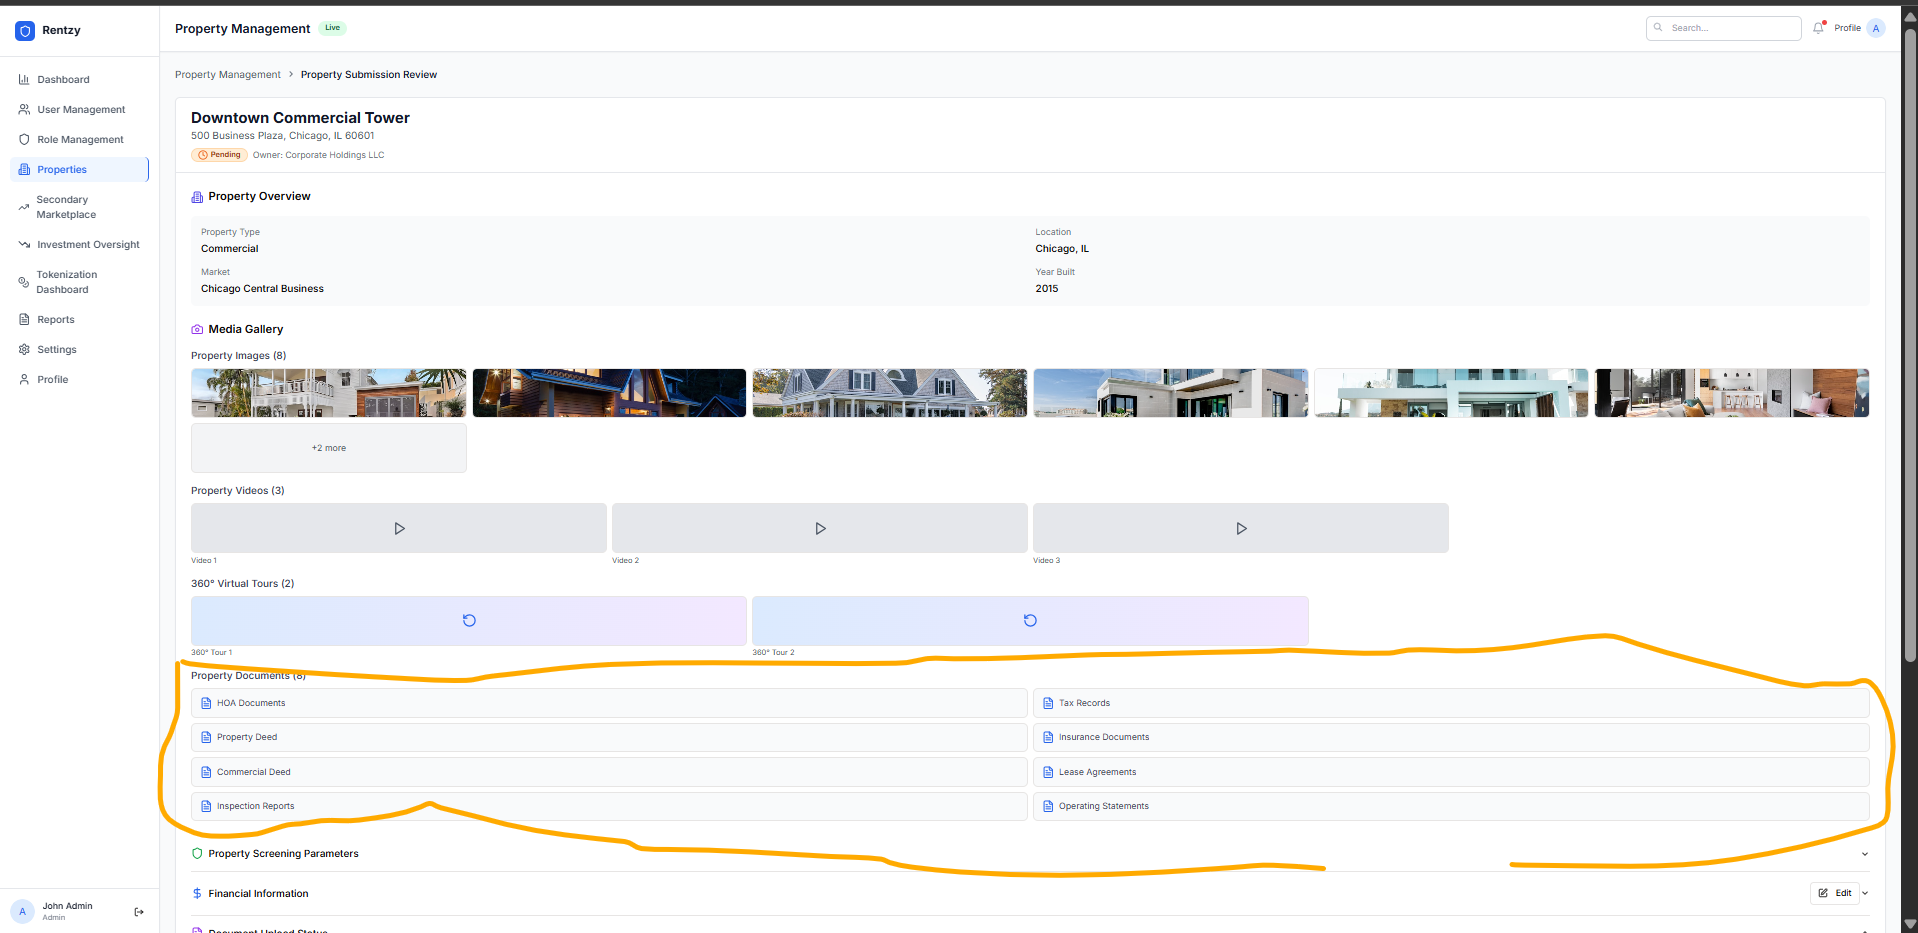 Rentzy
Property Management Live
Search...
Profile A
Dashboard
User Management
Role Management
Properties
Secondary
Marketplace
Investment Oversight
Tokenization
Dashboard
Reports
Settings
Profile
A John Admin
Admin
Property Management > Property Submission Review
Downtown Commercial Tower
500 Business Plaza, Chicago, IL 60601
Pending Owner: Corporate Holdings LLC
Property Overview
Property Type Location
Commercial Chicago, IL
Market Year Built
Chicago Central Business 2015
Media Gallery
Property Images (8)
+2 more
Property Videos (3)
Video 1 Video 2 Video 3
360° Virtual Tours (2)
360° Tour 1 360° Tour 2
Property Documents (8)
HOA Documents Tax Records
Property Deed Insurance Documents
Commercial Deed Lease Agreements
Inspection Reports Operating Statements
Property Screening Parameters
Financial Information Edit
Document Upload Status